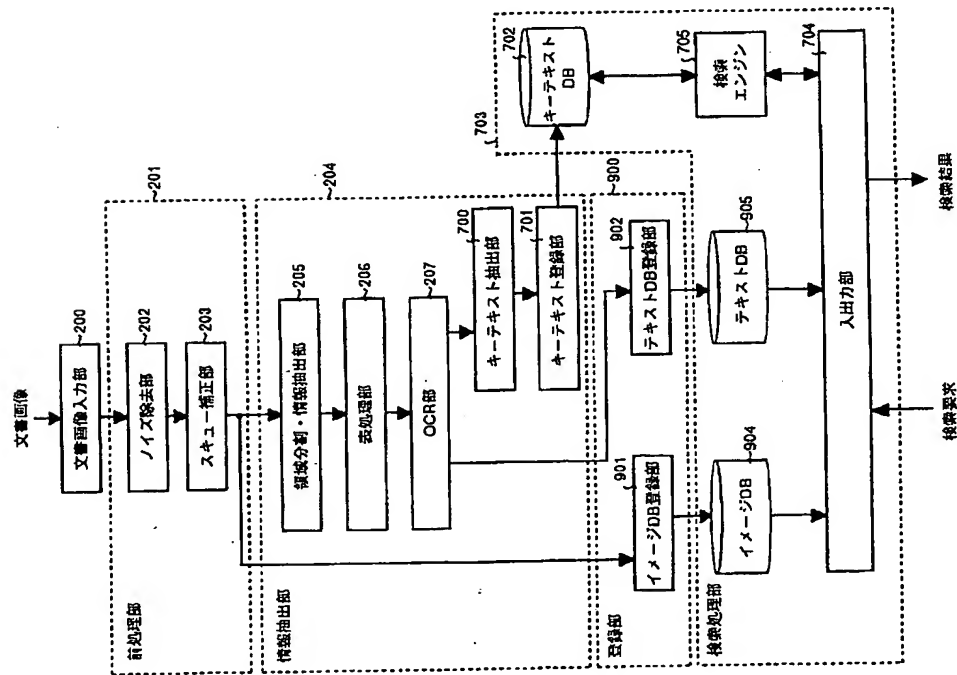 文書画像
文書画像入力部
200
前処理部
201
ノイズ除去部
202
スキュー補正部
203
情報抽出部
204
領域分割・情報抽出部
205
表処理部
206
OCR部
207
キーテキスト抽出部
700
キーテキスト登録部
701
登録部
900
イメージDB登録部
901
テキストDB登録部
902
検索処理部
703
イメージDB
904
テキストDB
905
キーテキスト
DB
702
検索
エンジン
705
入出力部
704
検索要求
検索結果